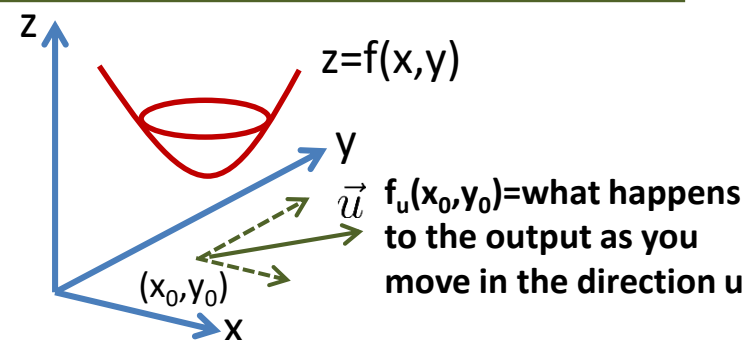 z
z=f(x,y)
y
u⃗
fᵤ(x₀,y₀)=what happens
to the output as you
move in the direction u
(x₀,y₀)
x